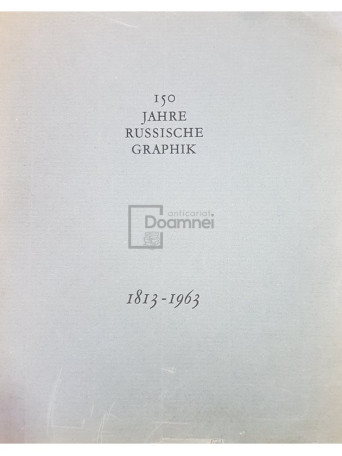 150
JAHRE
RUSSISCHE
GRAPHIK
anticariat
Doamnei
1813-1963